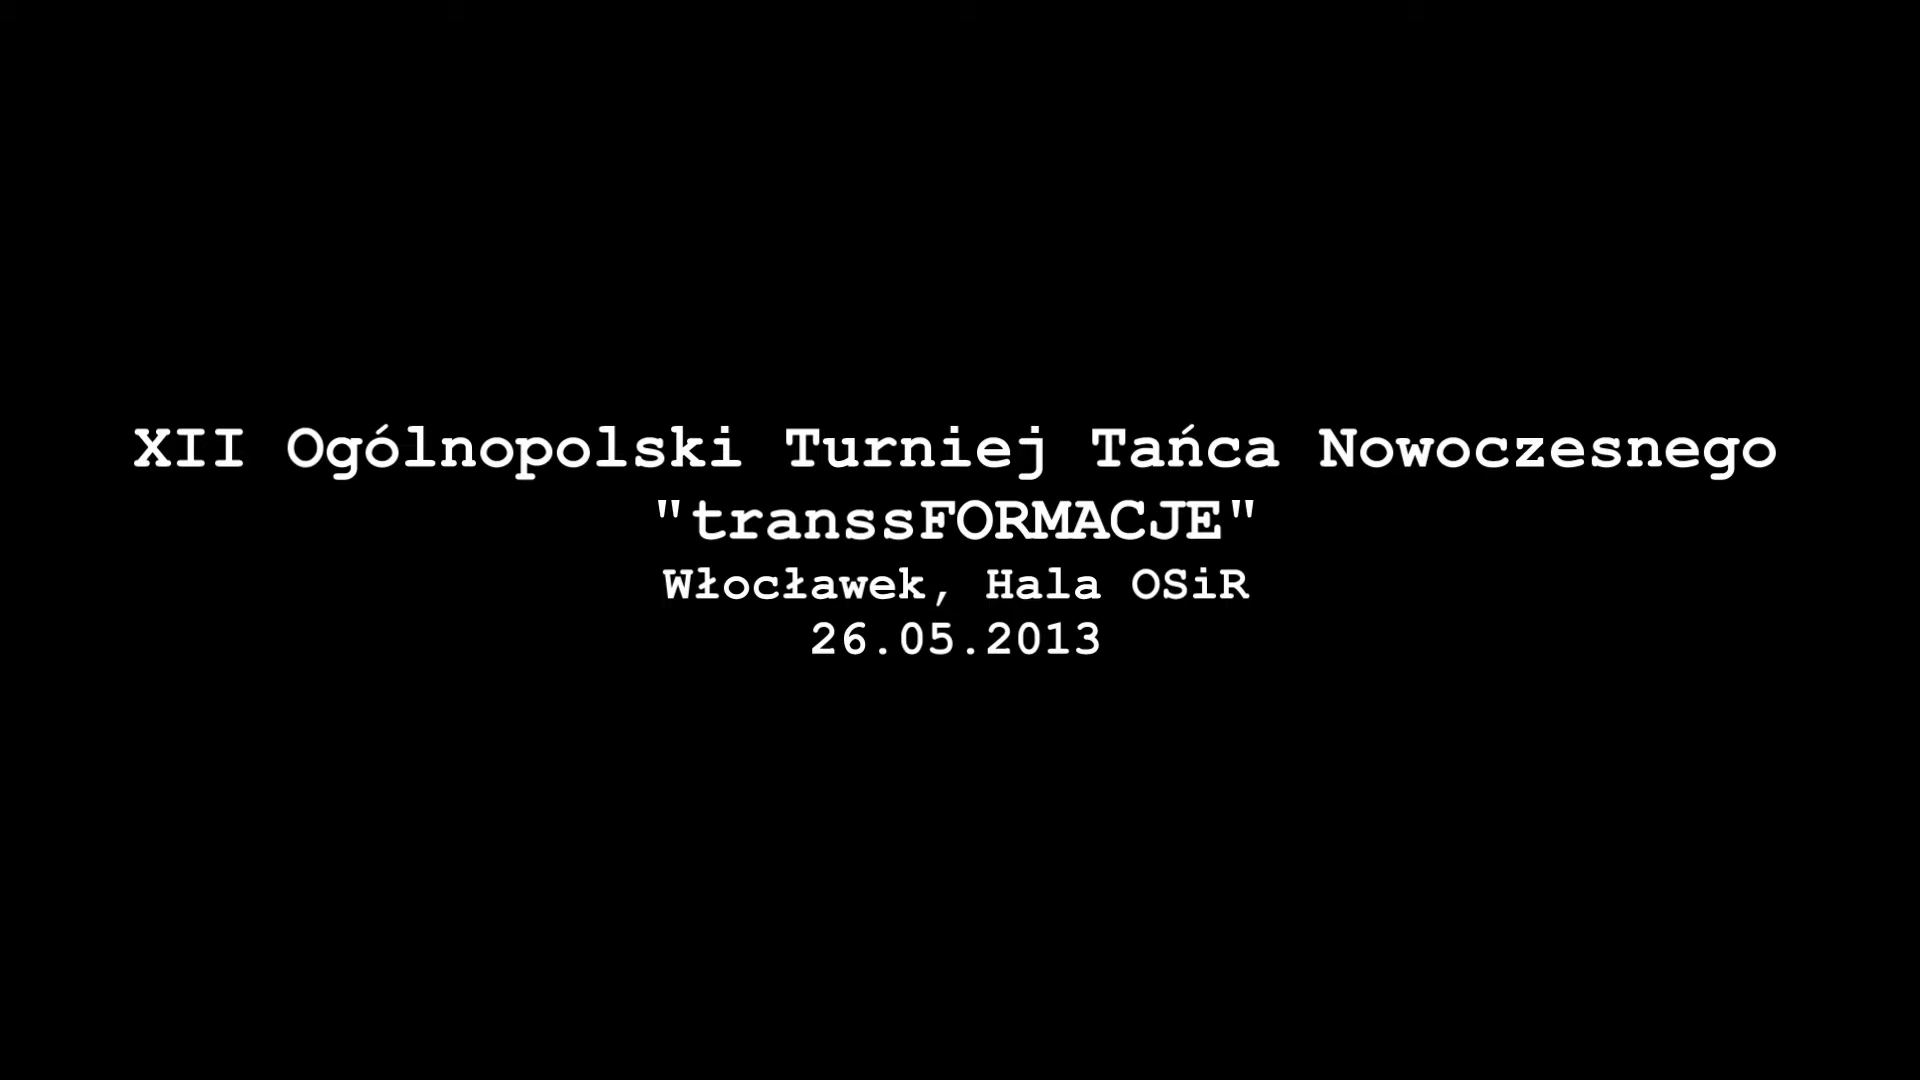 XII Ogólnopolski Turniej Tańca Nowoczesnego
"transsFORMACJE"
Włocławek, Hala OSiR
26.05.2013